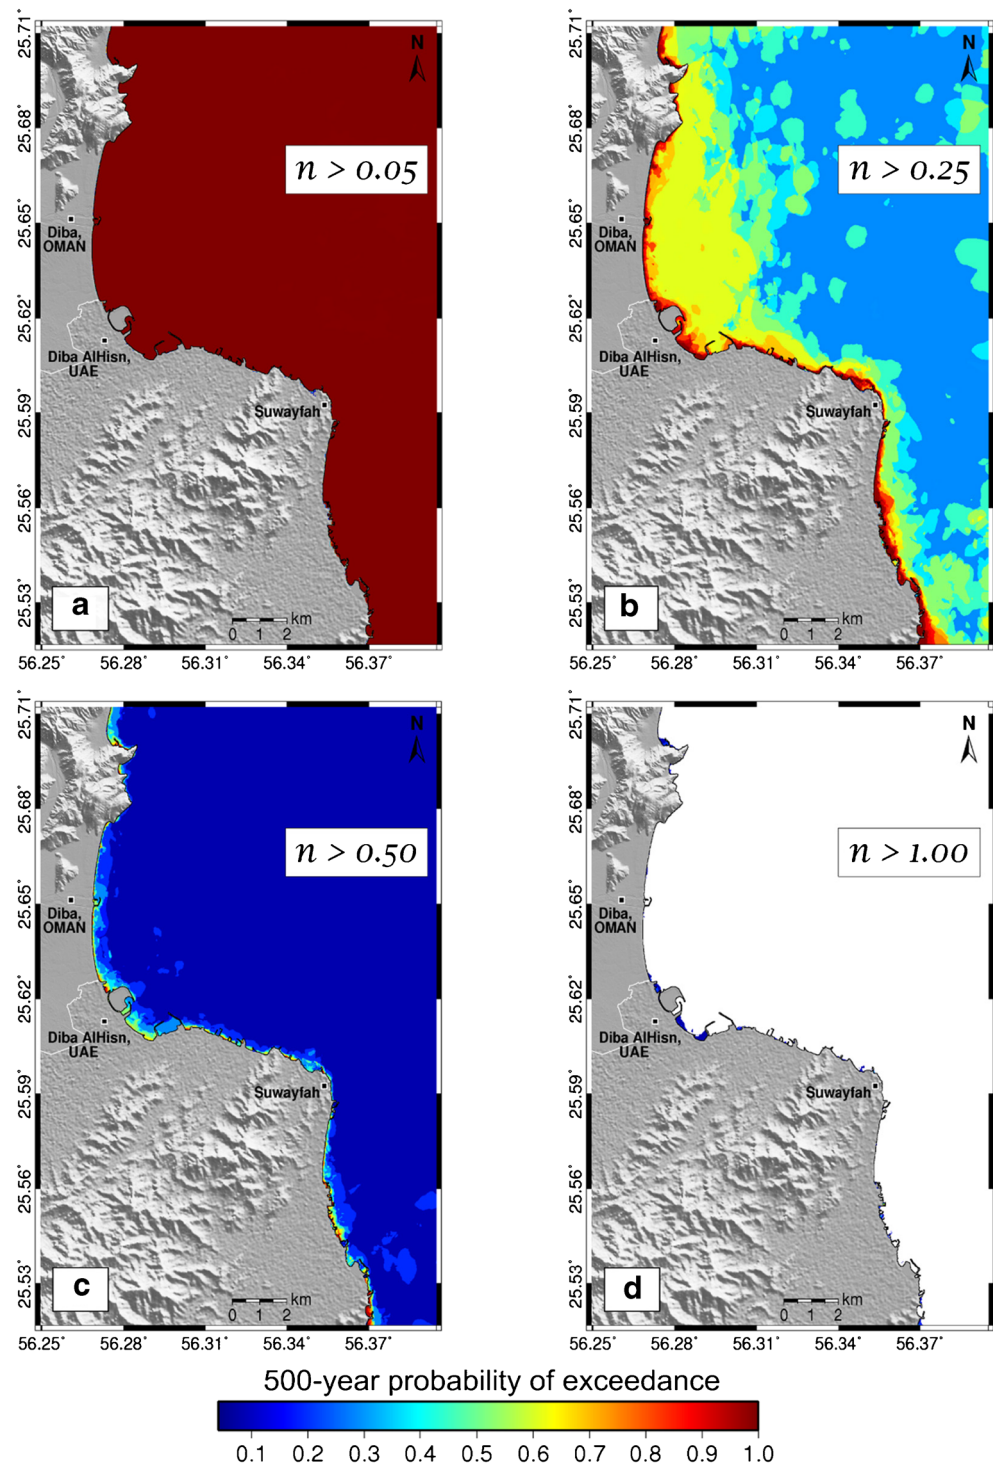 25.71°
25.68°
25.65°
25.62°
25.59°
25.56°
25.53°
N
n > 0.05
Diba,
OMAN
Diba AlHisn,
UAE
Suwayfah
a
km
0 1 2
56.25° 56.28° 56.31° 56.34° 56.37°
25.71°
25.68°
25.65°
25.62°
25.59°
25.56°
25.53°
N
n > 0.25
Diba,
OMAN
Diba AlHisn,
UAE
Suwayfah
b
km
0 1 2
56.25° 56.28° 56.31° 56.34° 56.37°
25.71°
25.68°
25.65°
25.62°
25.59°
25.56°
25.53°
N
n > 0.50
Diba,
OMAN
Diba AlHisn,
UAE
Suwayfah
c
km
0 1 2
56.25° 56.28° 56.31° 56.34° 56.37°
25.71°
25.68°
25.65°
25.62°
25.59°
25.56°
25.53°
N
n > 1.00
Diba,
OMAN
Diba AlHisn,
UAE
Suwayfah
d
km
0 1 2
56.25° 56.28° 56.31° 56.34° 56.37°
500-year probability of exceedance
0.1 0.2 0.3 0.4 0.5 0.6 0.7 0.8 0.9 1.0